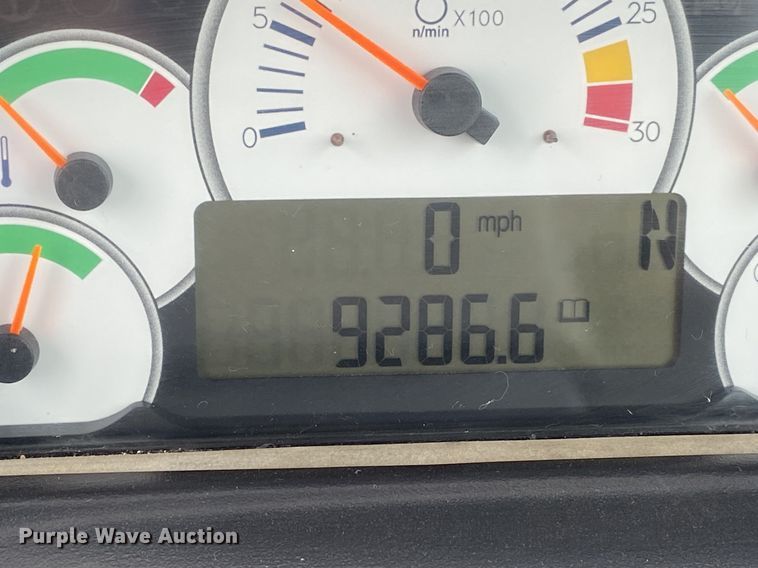 5
n/min X100
25
0
30
0 mph N
9286.6
Purple Wave Auction